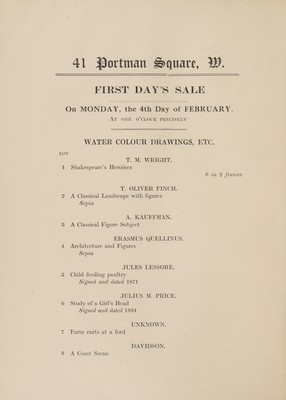 41 Portman Square, W.
FIRST DAY'S SALE
On MONDAY, the 4th Day of FEBRUARY.
AT ONE O'CLOCK PRECISELY
WATER COLOUR DRAWINGS, ETC.
LOT
T. M. WRIGHT.
1 Shakespeare's Heroines
6 in 2 frames
T. OLIVER FINCH.
2 A Classical Landscape with figures
Sepia
A. KAUFFMAN.
3 A Classical Figure Subject
ERASMUS QUELLINUS.
4 Architecture and Figures
Sepia
JULES LESSORE.
5 Child feeding poultry
Signed and dated 1871
JULIUS M. PRICE.
6 Study of a Girl's Head
Signed and dated 1884
UNKNOWN.
7 Farm carts at a ford
DAVIDSON.
8 A Coast Scene